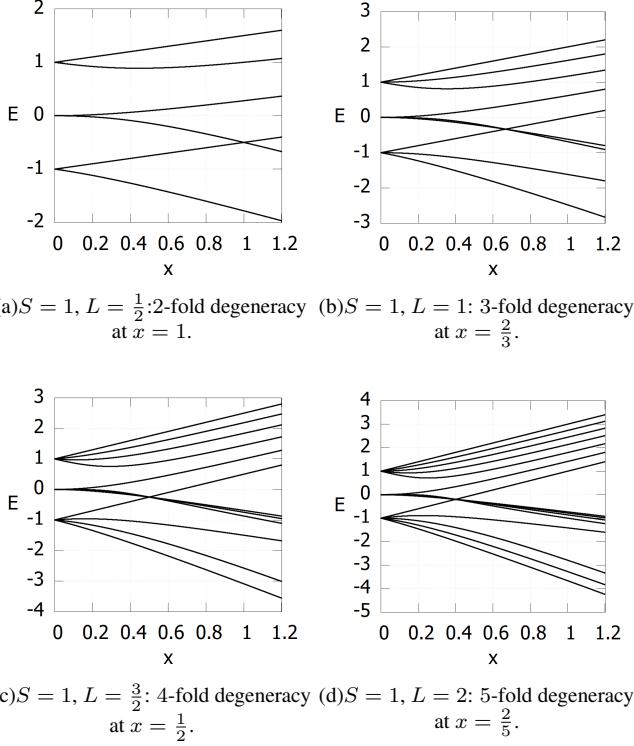 2
1
0
-1
-2
E
0 0.2 0.4 0.6 0.8 1 1.2
x
3
2
1
0
-1
-2
-3
E
0 0.2 0.4 0.6 0.8 1 1.2
x
a)S = 1, L = 1/2:2-fold degeneracy
at x = 1.
(b)S = 1, L = 1: 3-fold degeneracy
at x = 2/3.
3
2
1
0
-1
-2
-3
-4
E
0 0.2 0.4 0.6 0.8 1 1.2
x
4
3
2
1
0
-1
-2
-3
-4
-5
E
0 0.2 0.4 0.6 0.8 1 1.2
x
c)S = 1, L = 3/2: 4-fold degeneracy
at x = 1/2.
(d)S = 1, L = 2: 5-fold degeneracy
at x = 2/5.